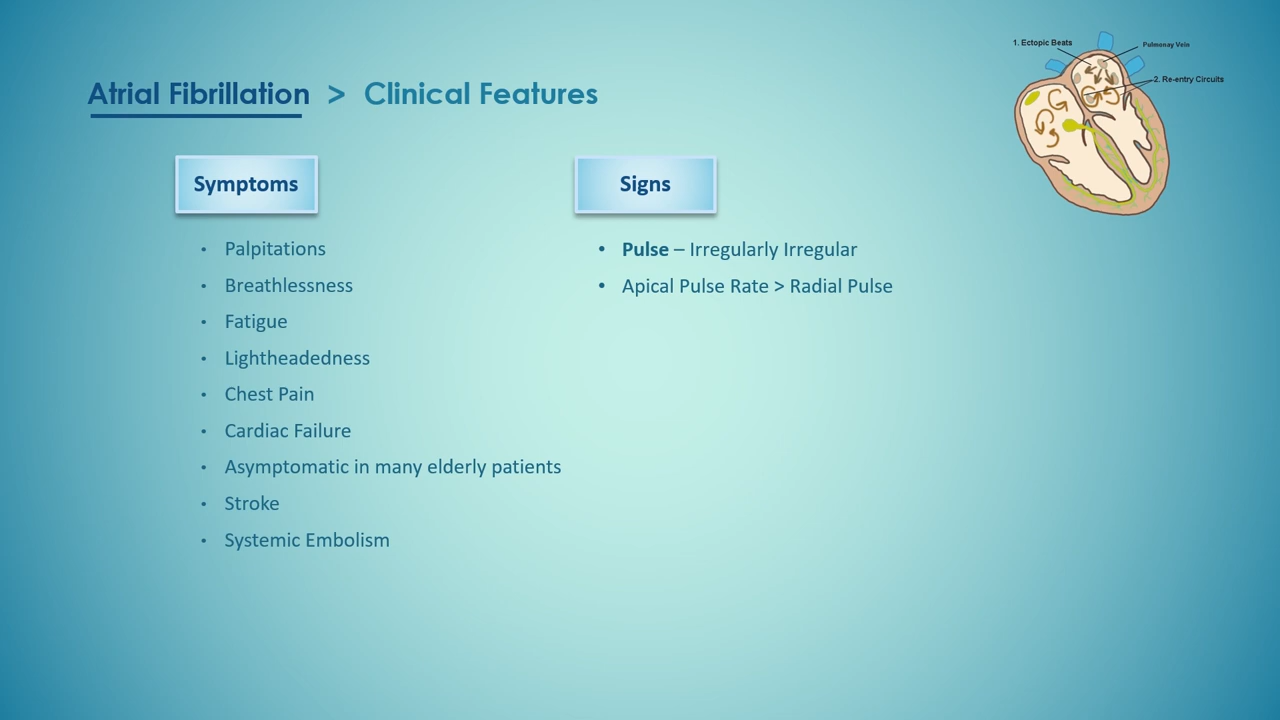 1. Ectopic Beats
Pulmonay Vein
2. Re-entry Circuits
Atrial Fibrillation > Clinical Features
Symptoms
• Palpitations
• Breathlessness
• Fatigue
• Lightheadedness
• Chest Pain
• Cardiac Failure
• Asymptomatic in many elderly patients
• Stroke
• Systemic Embolism
Signs
• Pulse – Irregularly Irregular
• Apical Pulse Rate > Radial Pulse